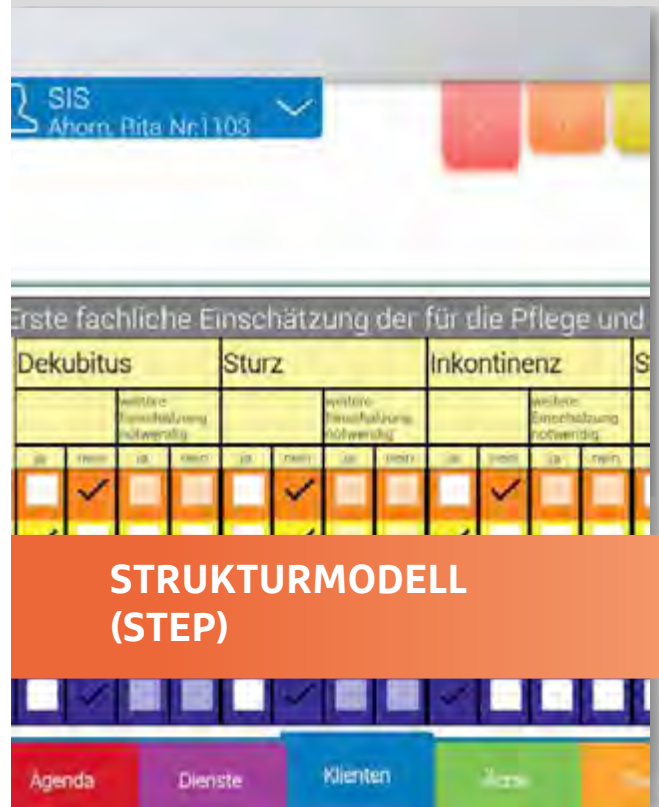 SIS
Ahorn, Rita Nr.1103
Erste fachliche Einschätzung der für die Pflege und
Dekubitus Sturz Inkontinenz S
weitere Einschätzung notwendig weitere Einschätzung notwendig weitere Einschätzung notwendig
ja nein ja nein ja nein ja nein ja nein ja nein
STRUKTURMODELL
(STEP)
Agenda Dienste Klienten Ärzte